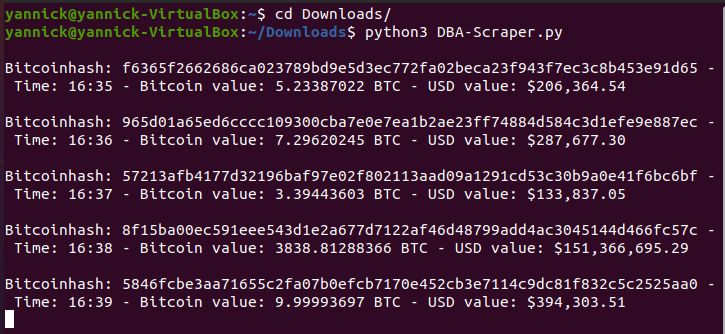 yannick@yannick-VirtualBox:~$ cd Downloads/
yannick@yannick-VirtualBox:~/Downloads$ python3 DBA-Scraper.py
Bitcoinhash: f6365f2662686ca023789bd9e5d3ec772fa02beca23f943f7ec3c8b453e91d65 -
Time: 16:35 - Bitcoin value: 5.23387022 BTC - USD value: $206,364.54
Bitcoinhash: 965d01a65ed6cccc109300cba7e0e7ea1b2ae23ff74884d584c3d1efe9e887ec -
Time: 16:36 - Bitcoin value: 7.29620245 BTC - USD value: $287,677.30
Bitcoinhash: 57213afb4177d32196baf97e02f802113aad09a1291cd53c30b9a0e41f6bc6bf -
Time: 16:37 - Bitcoin value: 3.39443603 BTC - USD value: $133,837.05
Bitcoinhash: 8f15ba00ec591eee543d1e2a677d7122af46d48799add4ac3045144d466fc57c -
Time: 16:38 - Bitcoin value: 3838.81288366 BTC - USD value: $151,366,695.29
Bitcoinhash: 5846fcbe3aa71655c2fa07b0efcb7170e452cb3e7114c9dc81f832c5c2525aa0 -
Time: 16:39 - Bitcoin value: 9.99993697 BTC - USD value: $394,303.51